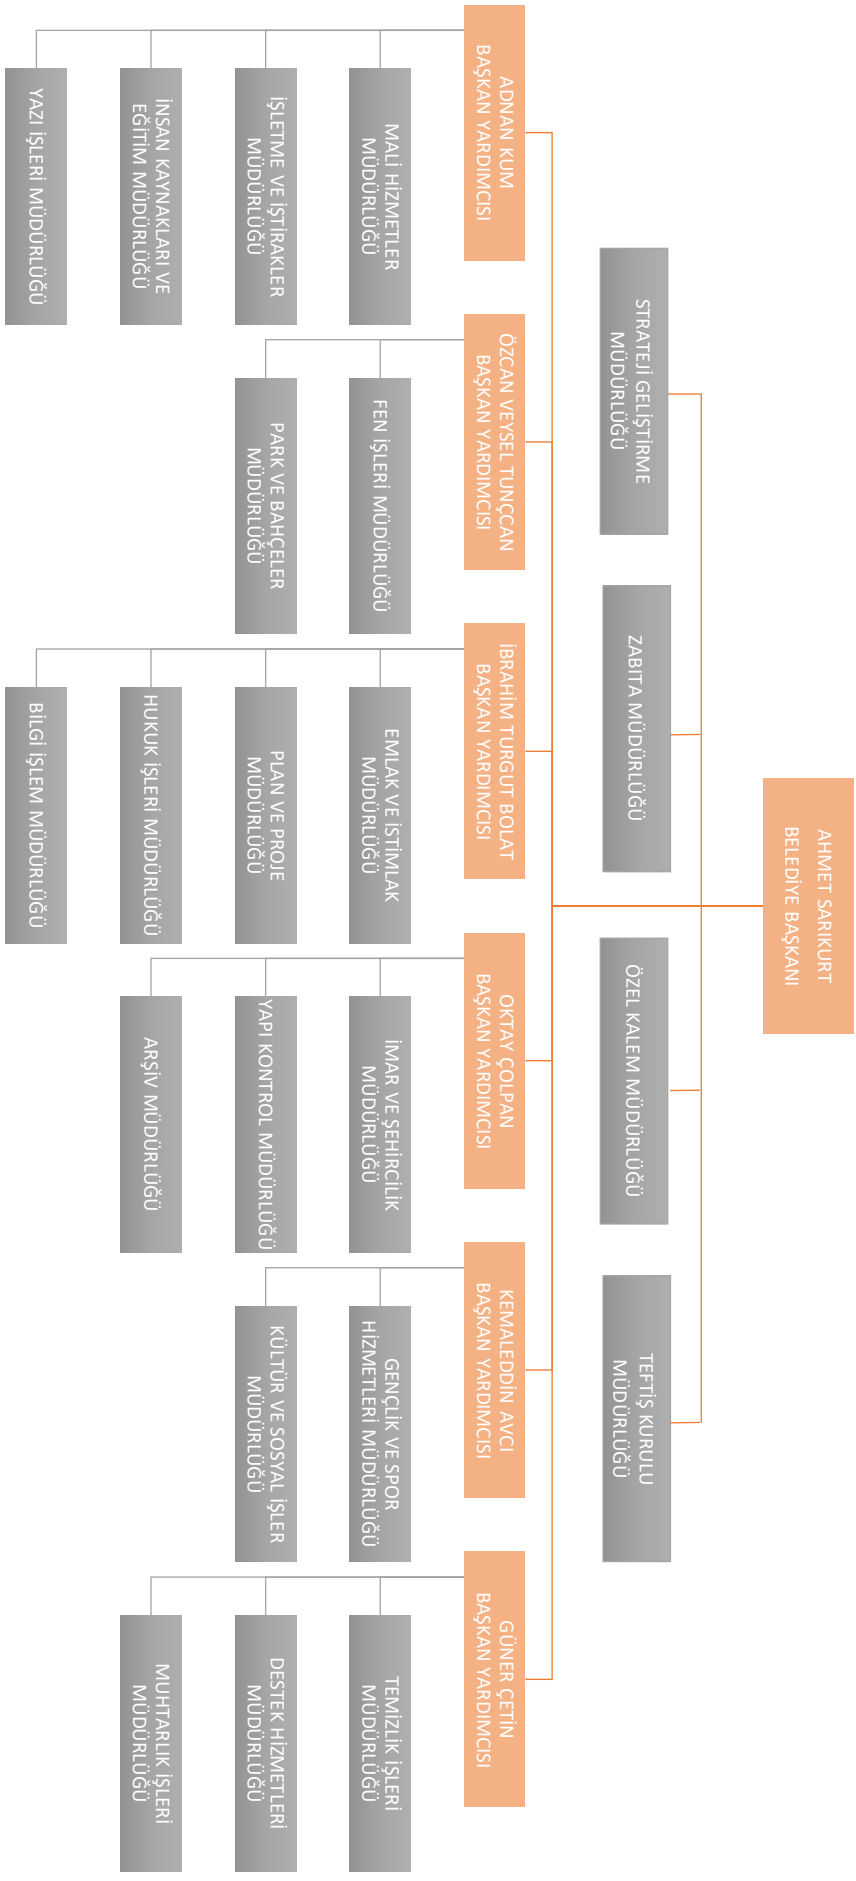 AHMET SARIKURT
BELEDİYE BAŞKANI
STRATEJİ GELİŞTİRME
MÜDÜRLÜĞÜ
ZABITA MÜDÜRLÜĞÜ
ÖZEL KALEM MÜDÜRLÜĞÜ
TEFTİŞ KURULU
MÜDÜRLÜĞÜ
ADNAN KUM
BAŞKAN YARDIMCISI
MALİ HİZMETLER
MÜDÜRLÜĞÜ
İŞLETME VE İŞTİRAKLER
MÜDÜRLÜĞÜ
İNSAN KAYNAKLARI VE
EĞİTİM MÜDÜRLÜĞÜ
YAZI İŞLERİ MÜDÜRLÜĞÜ
ÖZCAN VEYSEL TUNÇCAN
BAŞKAN YARDIMCISI
FEN İŞLERİ MÜDÜRLÜĞÜ
PARK VE BAHÇELER
MÜDÜRLÜĞÜ
İBRAHİM TURGUT BOLAT
BAŞKAN YARDIMCISI
EMLAK VE İSTİMLAK
MÜDÜRLÜĞÜ
PLAN VE PROJE
MÜDÜRLÜĞÜ
HUKUK İŞLERİ MÜDÜRLÜĞÜ
BİLGİ İŞLEM MÜDÜRLÜĞÜ
OKTAY ÇOLPAN
BAŞKAN YARDIMCISI
İMAR VE ŞEHİRCİLİK
MÜDÜRLÜĞÜ
YAPI KONTROL MÜDÜRLÜĞÜ
ARŞİV MÜDÜRLÜĞÜ
KEMALEDDİN AVCI
BAŞKAN YARDIMCISI
GENÇLİK VE SPOR
HİZMETLERİ MÜDÜRLÜĞÜ
KÜLTÜR VE SOSYAL İŞLER
MÜDÜRLÜĞÜ
GÜNER ÇETİN
BAŞKAN YARDIMCISI
TEMİZLİK İŞLERİ
MÜDÜRLÜĞÜ
DESTEK HİZMETLERİ
MÜDÜRLÜĞÜ
MUHTARLIK İŞLERİ
MÜDÜRLÜĞÜ